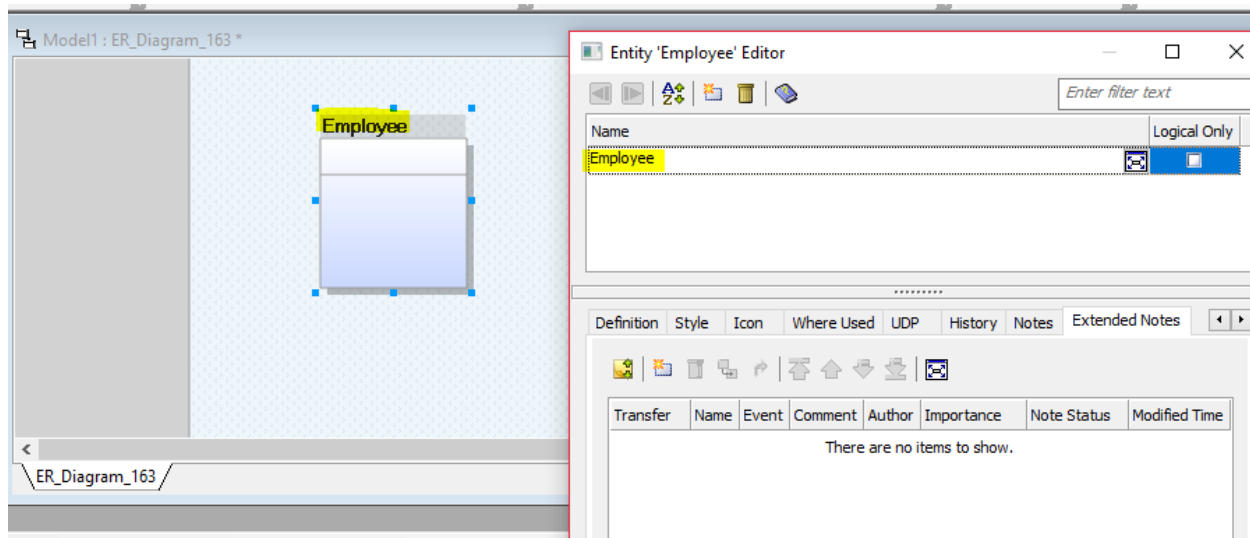 Model1 : ER_Diagram_163 *
Employee
ER_Diagram_163
Entity 'Employee' Editor
A Z
Enter filter text
Name Logical Only
Employee
Definition Style Icon Where Used UDP History Notes Extended Notes
Transfer Name Event Comment Author Importance Note Status Modified Time
There are no items to show.